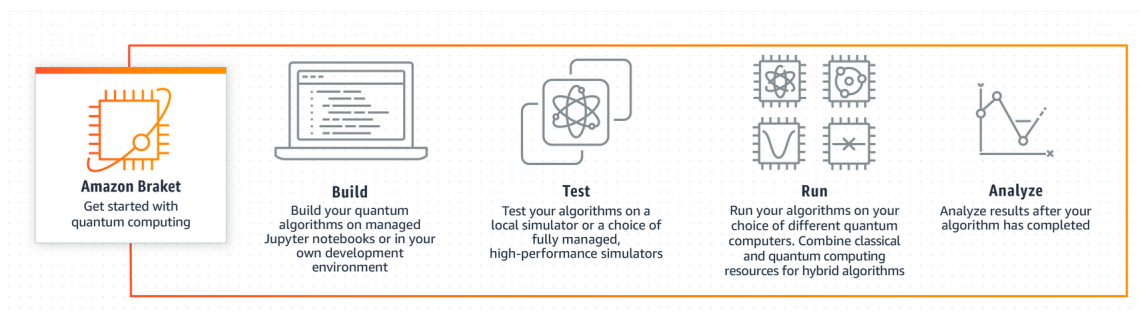 Amazon Braket
Get started with
quantum computing
Build
Build your quantum
algorithms on managed
Jupyter notebooks or in your
own development
environment
Test
Test your algorithms on a
local simulator or a choice of
fully managed,
high-performance simulators
Run
Run your algorithms on your
choice of different quantum
computers. Combine classical
and quantum computing
resources for hybrid algorithms
Analyze
Analyze results after your
algorithm has completed